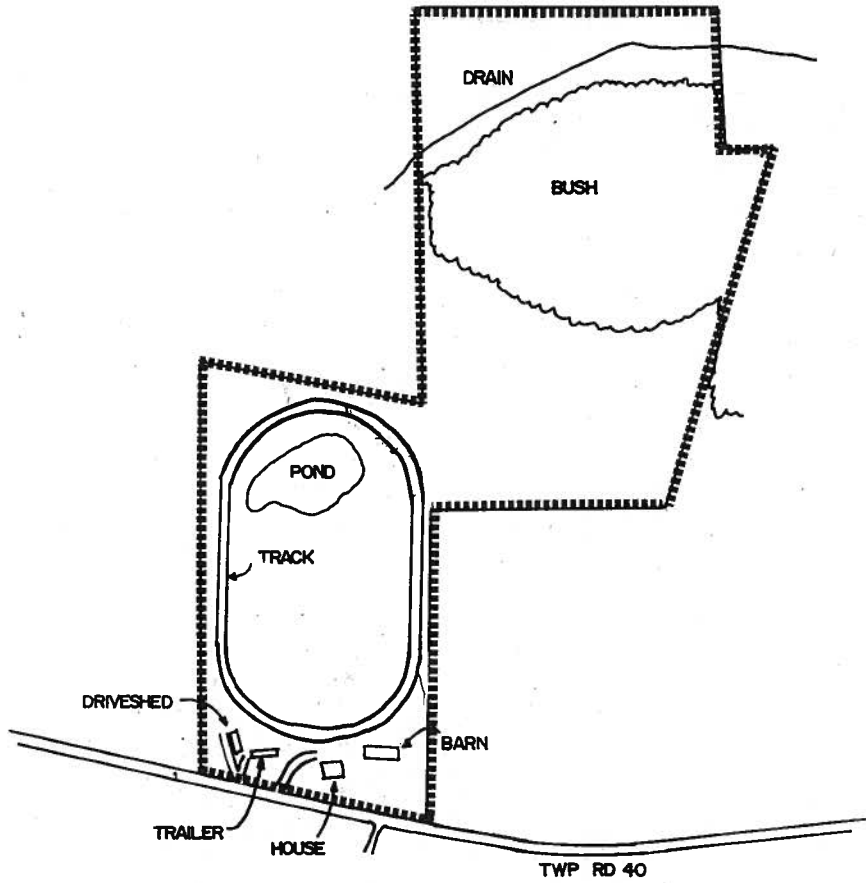 DRAIN
BUSH
POND
TRACK
DRIVESHED
BARN
TRAILER
HOUSE
TWP RD 40